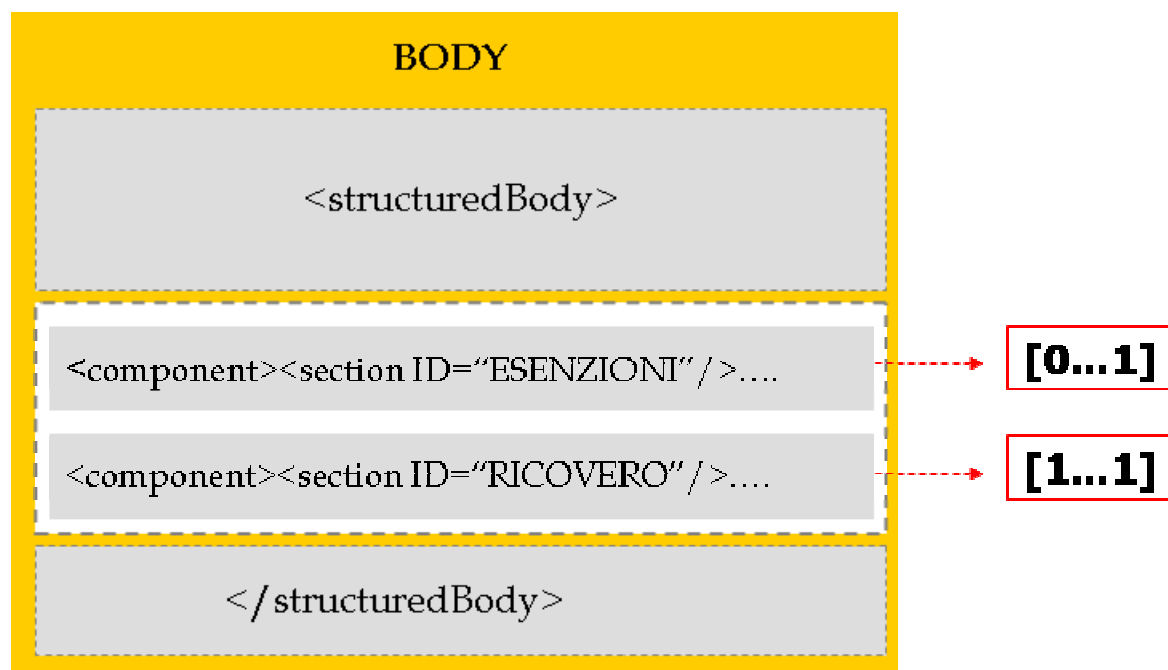 BODY
<structuredBody>
<component><section ID=“ESENZIONI”/>....
[0...1]
<component><section ID=“RICOVERO”/>....
[1...1]
</structuredBody>